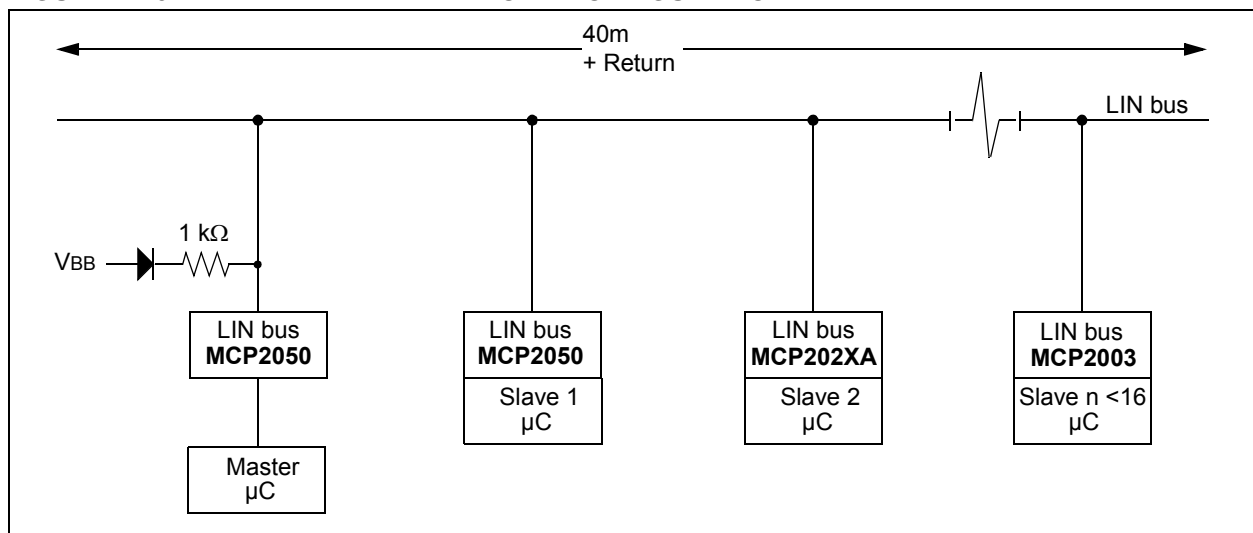 40m
+ Return
LIN bus
1 kΩ
VBB
LIN bus
MCP2050
LIN bus
MCP2050
LIN bus
MCP202XA
LIN bus
MCP2003
Slave 1
µC
Slave 2
µC
Slave n <16
µC
Master
µC